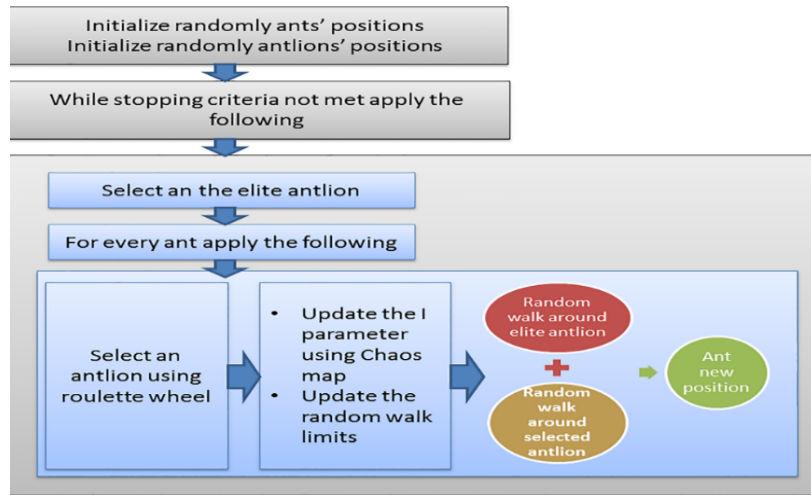 Initialize randomly ants’ positions
Initialize randomly antlions’ positions
While stopping criteria not met apply the
following
Select an the elite antlion
For every ant apply the following
Select an
antlion using
roulette wheel
• Update the I
parameter
using Chaos
map
• Update the
random walk
limits
Random
walk around
elite antlion
Random
walk
around
selected
antlion
Ant
new
position